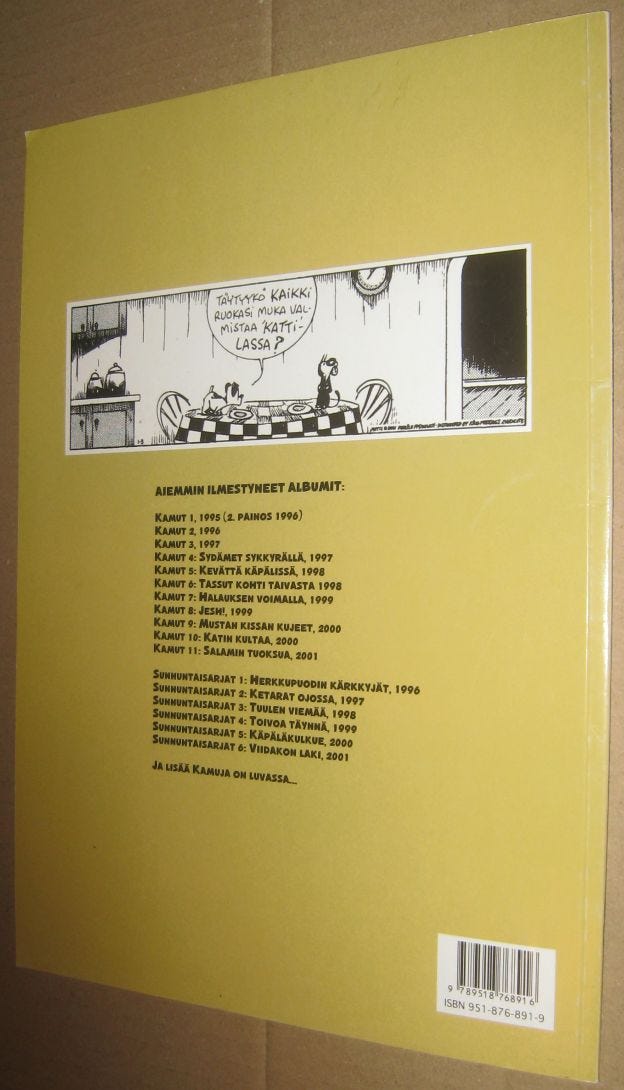 TÄYTYYKÖ KAIKKI
RUOKASI MUKA VAL-
MISTAA 'KATTI'-
LASSA?
AIEMMIN ILMESTYNEET ALBUMIT:
KAMUT 1, 1995 (2. PAINOS 1996)
KAMUT 2, 1996
KAMUT 3, 1997
KAMUT 4: SYDÄMET SYKKYRÄLLÄ, 1997
KAMUT 5: KEVÄTTÄ KÄPÄLISSÄ, 1998
KAMUT 6: TASSUT KOHTI TAIVASTA 1998
KAMUT 7: HALAUKSEN VOIMALLA, 1999
KAMUT 8: JESH!, 1999
KAMUT 9: MUSTAN KISSAN KUJEET, 2000
KAMUT 10: KATIN KULTAA, 2000
KAMUT 11: SALAMIN TUOKSUA, 2001
SUNNUNTAISARJAT 1: HERKKUPUODIN KÄRKKYJÄT, 1996
SUNNUNTAISARJAT 2: KETARAT OJOSSA, 1997
SUNNUNTAISARJAT 3: TUULEN VIEMÄÄ, 1998
SUNNUNTAISARJAT 4: TOIVOA TÄYNNÄ, 1999
SUNNUNTAISARJAT 5: KÄPÄLÄKULKUE, 2000
SUNNUNTAISARJAT 6: VIIDAKON LAKI, 2001
JA LISÄÄ KAMUJA ON LUVASSA...
9 789518 768916
ISBN 951-876-891-9